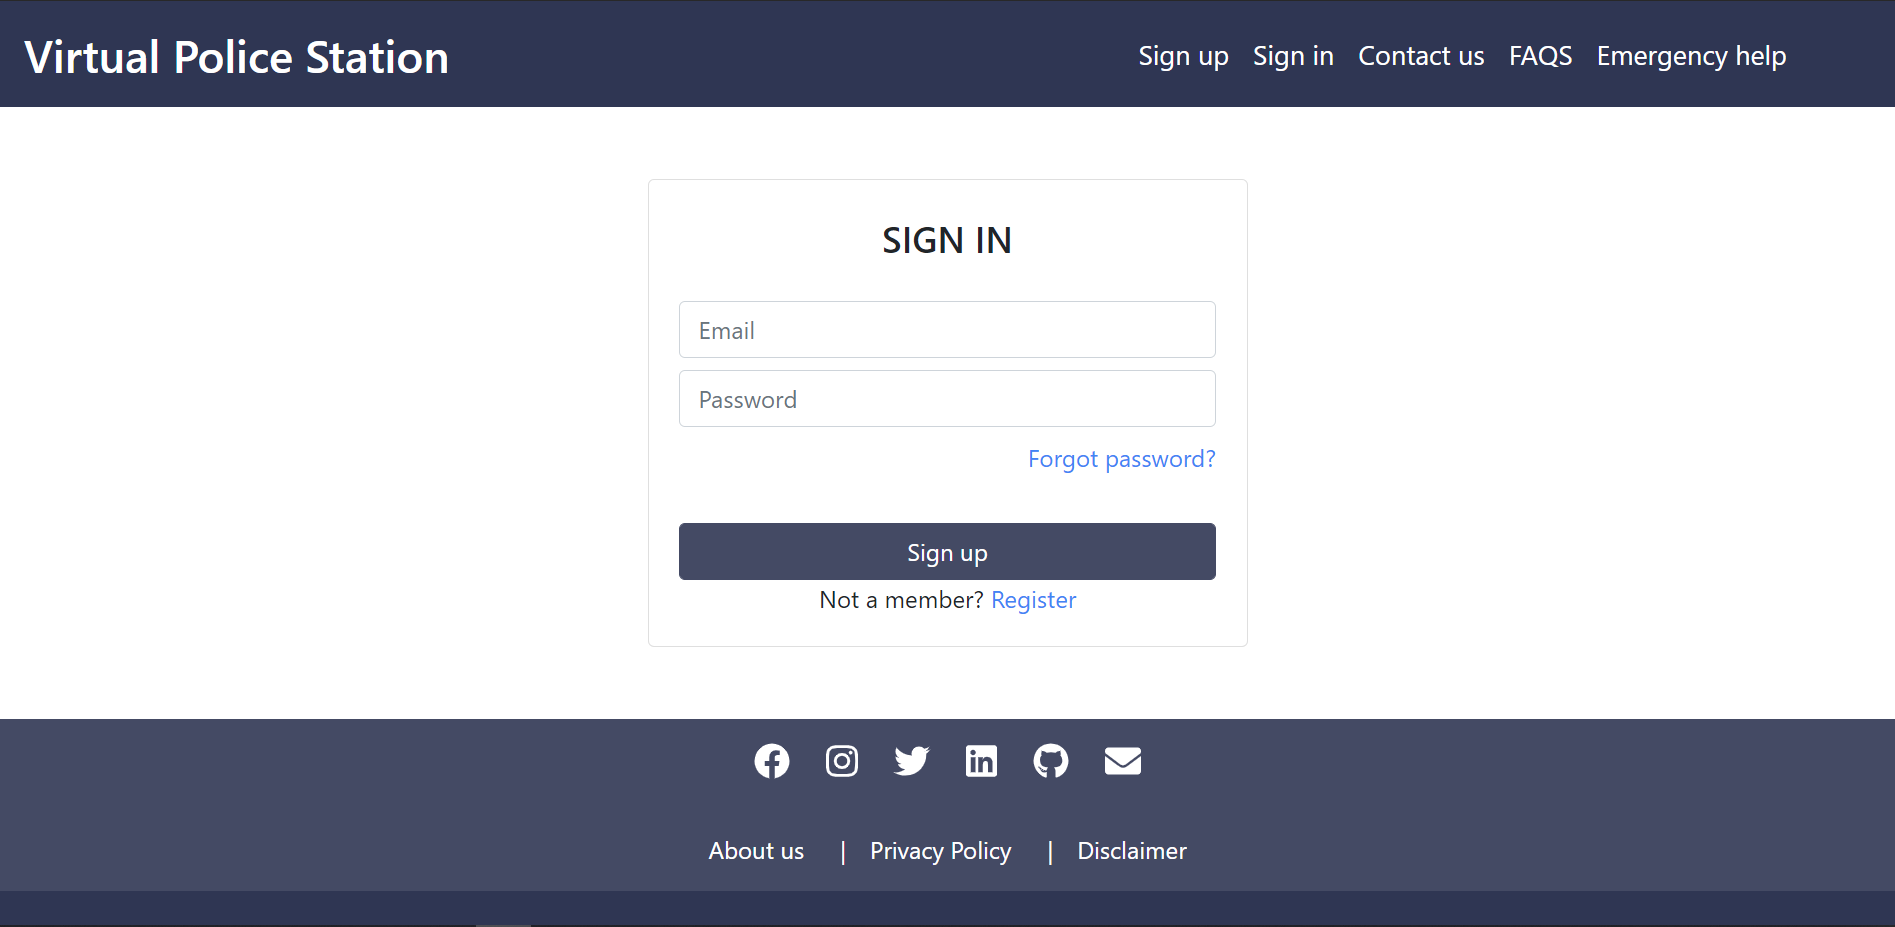 Virtual Police Station
Sign up Sign in Contact us FAQS Emergency help
SIGN IN
Email
Password
Forgot password?
Sign up
Not a member? Register
About us | Privacy Policy | Disclaimer